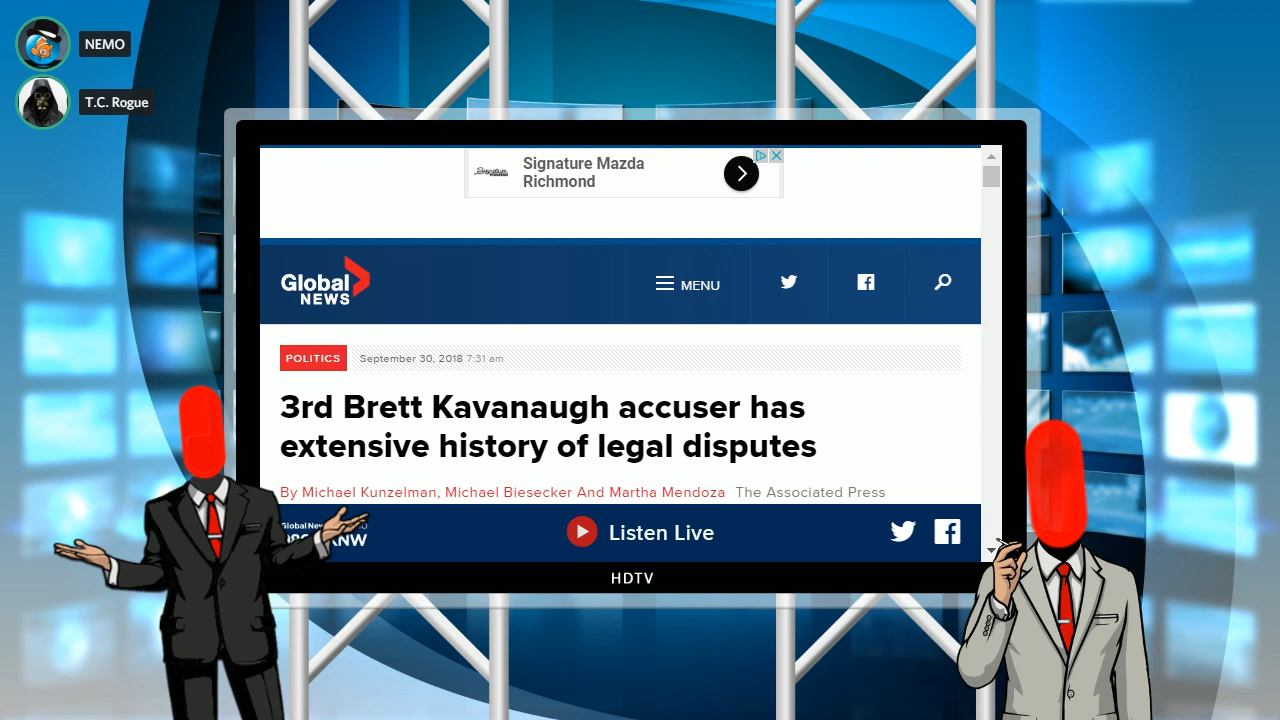 NEMO
T.C. Rogue
Signature Mazda
Richmond
Global
NEWS
MENU
POLITICS
September 30, 2018 7:31 am
3rd Brett Kavanaugh accuser has
extensive history of legal disputes
By Michael Kunzelman, Michael Biesecker And Martha Mendoza The Associated Press
Global New
Listen Live
HDTV